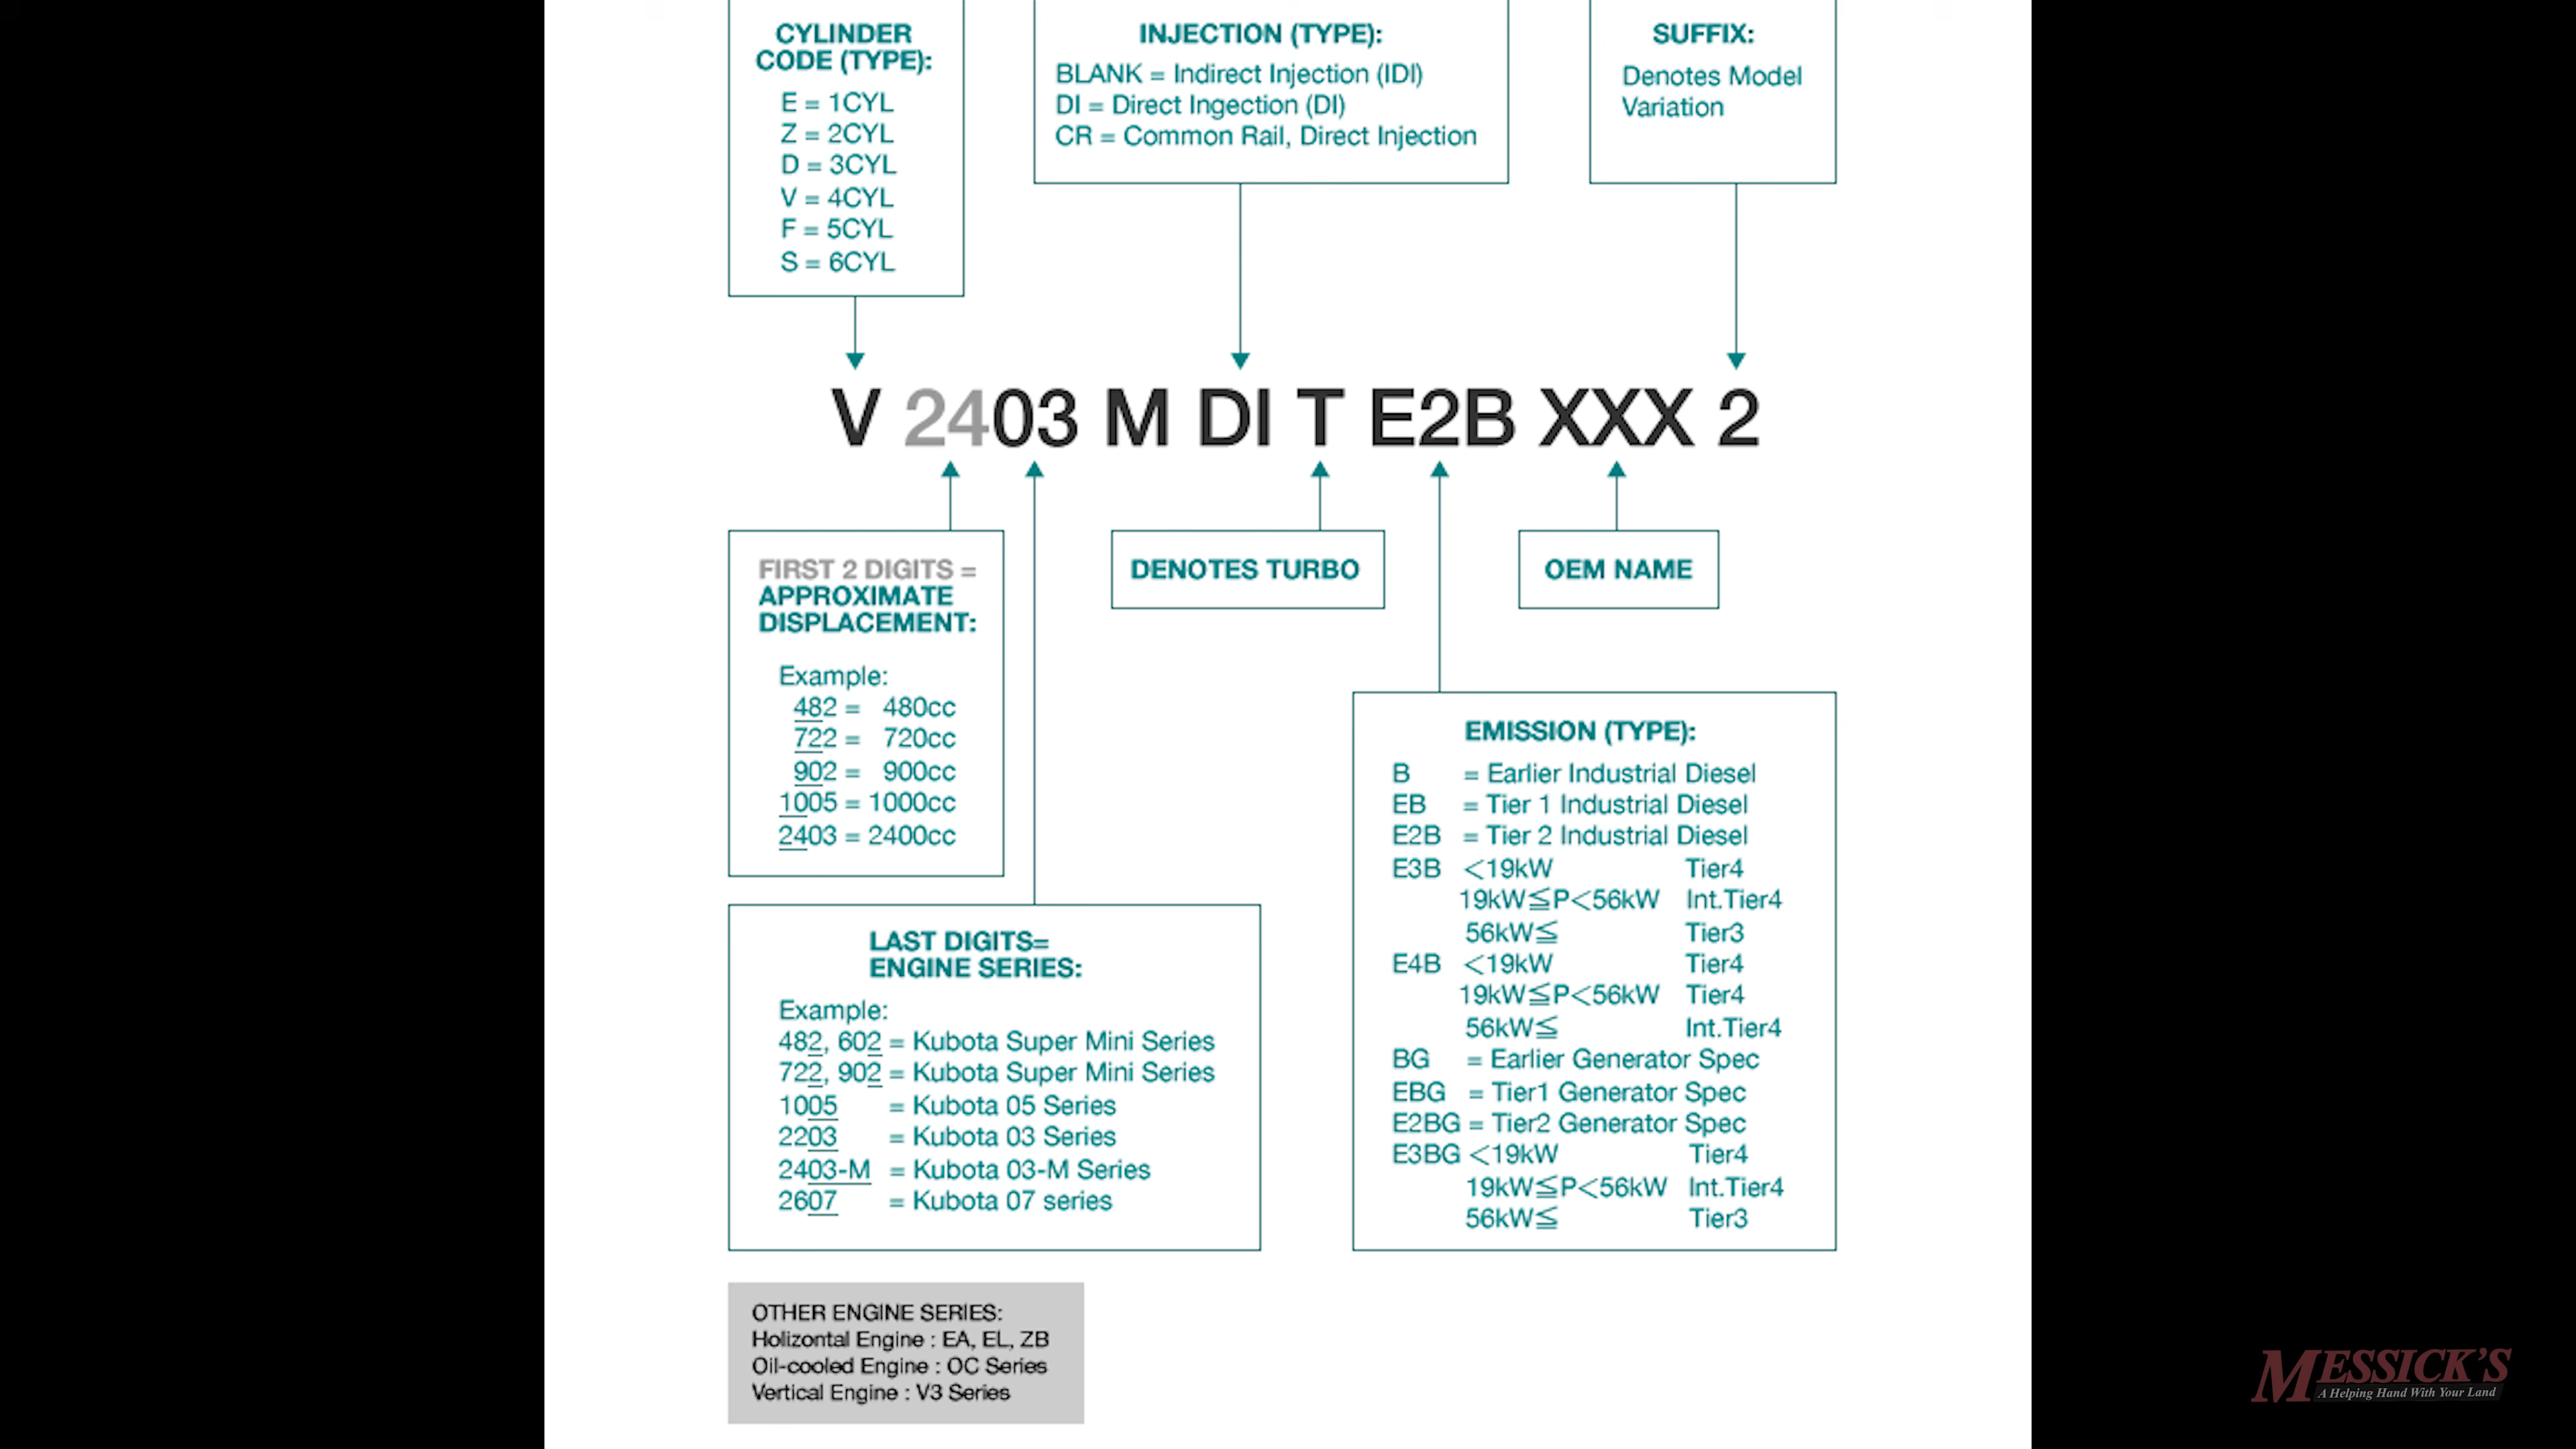 CYLINDER
CODE (TYPE):
E = 1CYL
Z = 2CYL
D = 3CYL
V = 4CYL
F = 5CYL
S = 6CYL
INJECTION (TYPE):
BLANK = Indirect Injection (IDI)
DI = Direct Ingection (DI)
CR = Common Rail, Direct Injection
SUFFIX:
Denotes Model
Variation
V 2403 M DI T E2B XXX 2
FIRST 2 DIGITS =
APPROXIMATE
DISPLACEMENT:
Example:
482 = 480cc
722 = 720cc
902 = 900cc
1005 = 1000cc
2403 = 2400cc
DENOTES TURBO
OEM NAME
LAST DIGITS=
ENGINE SERIES:
Example:
482, 602 = Kubota Super Mini Series
722, 902 = Kubota Super Mini Series
1005 = Kubota 05 Series
2203 = Kubota 03 Series
2403-M = Kubota 03-M Series
2607 = Kubota 07 series
EMISSION (TYPE):
B = Earlier Industrial Diesel
EB = Tier 1 Industrial Diesel
E2B = Tier 2 Industrial Diesel
E3B <19kW Tier4
19kW≦P<56kW Int.Tier4
56kW≦ Tier3
E4B <19kW Tier4
19kW≦P<56kW Tier4
56kW≦ Int.Tier4
BG = Earlier Generator Spec
EBG = Tier1 Generator Spec
E2BG = Tier2 Generator Spec
E3BG <19kW Tier4
19kW≦P<56kW Int.Tier4
56kW≦ Tier3
OTHER ENGINE SERIES:
Holizontal Engine : EA, EL, ZB
Oil-cooled Engine : OC Series
Vertical Engine : V3 Series
MESSICK'S
A Helping Hand With Your Land